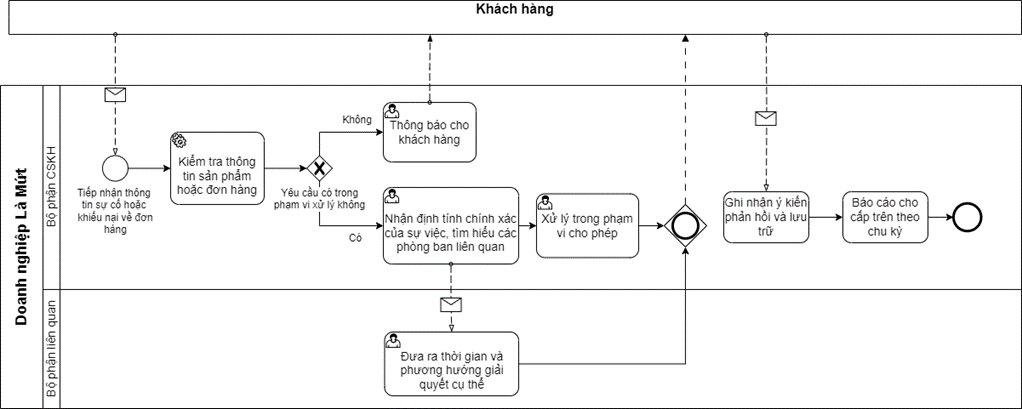 Khách hàng
Doanh nghiệp Là Mứt
Bộ phận CSKH
Tiếp nhận thông
tin sự cố hoặc
khiếu nại về đơn
hàng
Kiểm tra thông
tin sản phẩm
hoặc đơn hàng
Yêu cầu có trong
phạm vi xử lý không
Không
Thông báo cho
khách hàng
Có
Nhận định tính chính xác
của sự việc, tìm hiểu các
phòng ban liên quan
Xử lý trong phạm
vi cho phép
Ghi nhận ý kiến
phản hồi và lưu
trữ
Báo cáo cho
cấp trên theo
chu kỳ
Bộ phận liên quan
Đưa ra thời gian và
phương hướng giải
quyết cụ thể